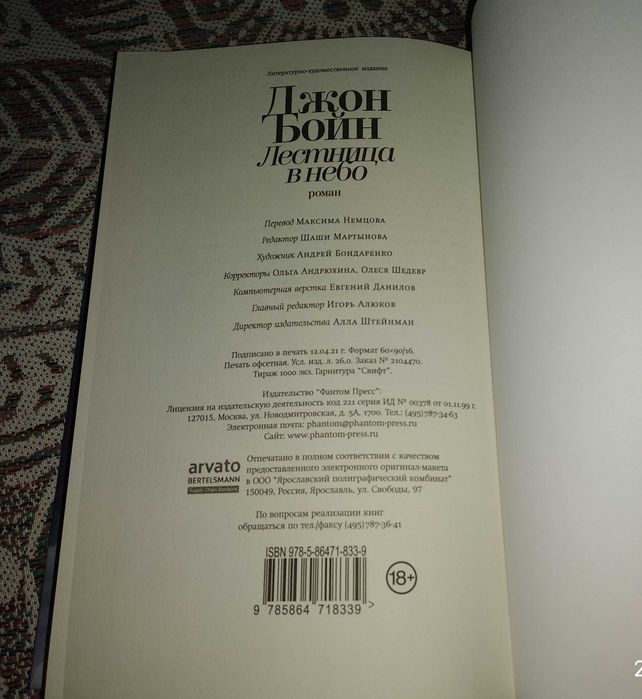 Литературно-художественное издание
ДЖОН
БОЙН
Лестница
в небо
роман
Перевод Максима Немцова
Редактор Шаши Мартынова
Художник Андрей Бондаренко
Корректоры Ольга Андрюхина, Олеся Шедевр
Компьютерная верстка Евгений Данилов
Главный редактор Игорь Алюков
Директор издательства Алла Штейнман
Подписано в печать 12.04.21 г. Формат 60×90/16.
Печать офсетная. Усл. изд. л. 26,0. Заказ № 2104470.
Тираж 1000 экз. Гарнитура "Свифт".
Издательство "Фантом Пресс":
Лицензия на издательскую деятельность код 221 серия ИД № 00378 от 01.11.99 г.
127015, Москва, ул. Новодмитровская, д. 5А, 1700. Тел.: (495)787-34-63
Электронная почта: phantom@phantom-press.ru
Сайт: www.phantom-press.ru
arvato
BERTELSMANN
Supply Chain Solutions
Отпечатано в полном соответствии с качеством
предоставленного электронного оригинал-макета
в ООО "Ярославский полиграфический комбинат"
150049, Россия, Ярославль, ул. Свободы, 97
По вопросам реализации книг
обращаться по тел./факсу (495)787-36-41
ISBN 978-5-86471-833-9
18+
9 785864 718339 >
2